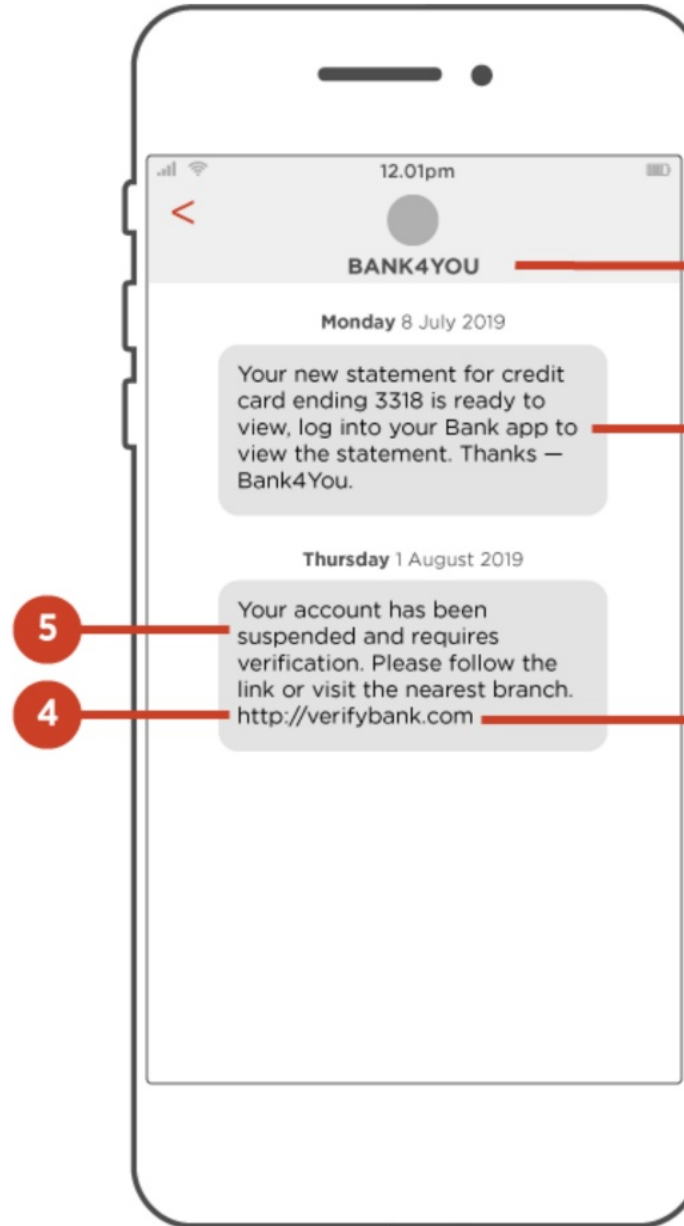 12.01pm
<
BANK4YOU
Monday 8 July 2019
Your new statement for credit
card ending 3318 is ready to
view, log into your Bank app to
view the statement. Thanks —
Bank4You.
Thursday 1 August 2019
5
Your account has been
suspended and requires
verification. Please follow the
link or visit the nearest branch.
4
http://verifybank.com